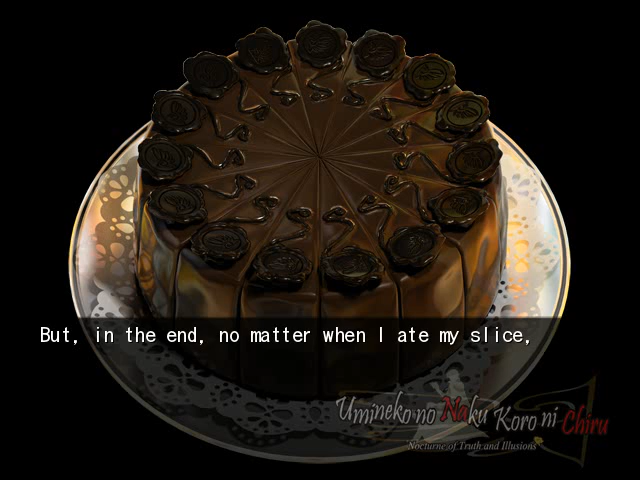 But, in the end, no matter when I ate my slice,
Umineko no Naku Koro ni Chiru
Nocturne of Truth and Illusions